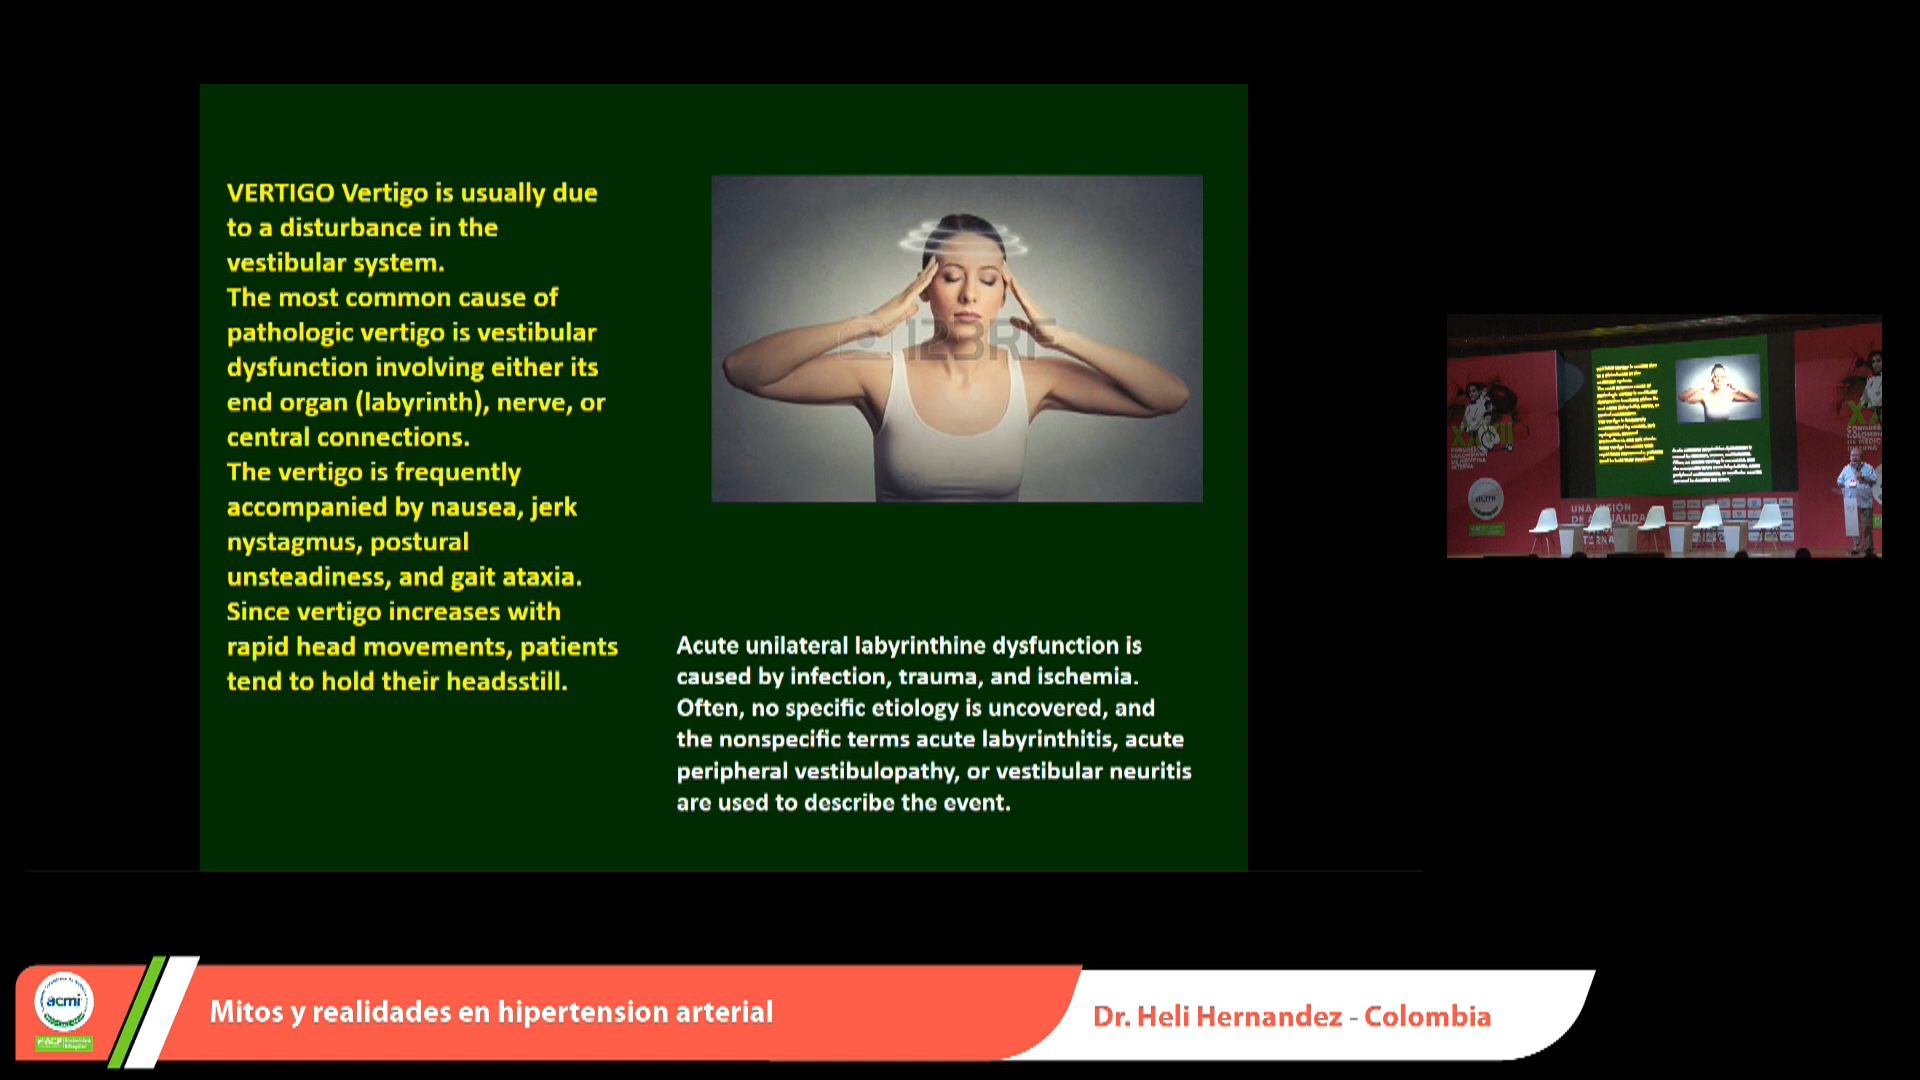 VERTIGO Vertigo is usually due
to a disturbance in the
vestibular system.
The most common cause of
pathologic vertigo is vestibular
dysfunction involving either its
end organ (labyrinth), nerve, or
central connections.
The vertigo is frequently
accompanied by nausea, jerk
nystagmus, postural
unsteadiness, and gait ataxia.
Since vertigo increases with
rapid head movements, patients
tend to hold their headsstill.
123RF
Acute unilateral labyrinthine dysfunction is
caused by infection, trauma, and ischemia.
Often, no specific etiology is uncovered, and
the nonspecific terms acute labyrinthitis, acute
peripheral vestibulopathy, or vestibular neuritis
are used to describe the event.
acmi
UNA VISIÓN
acmi
Mitos y realidades en hipertension arterial
Dr. Heli Hernandez - Colombia